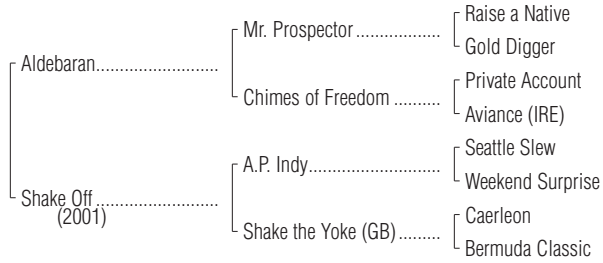 Raise a Native
Mr. Prospector ..................
Gold Digger
Aldebaran..........................
Private Account
Chimes of Freedom ..........
Aviance (IRE)
Seattle Slew
A.P. Indy............................
Weekend Surprise
Shake Off..........................
(2001)
Caerleon
Shake the Yoke (GB).........
Bermuda Classic